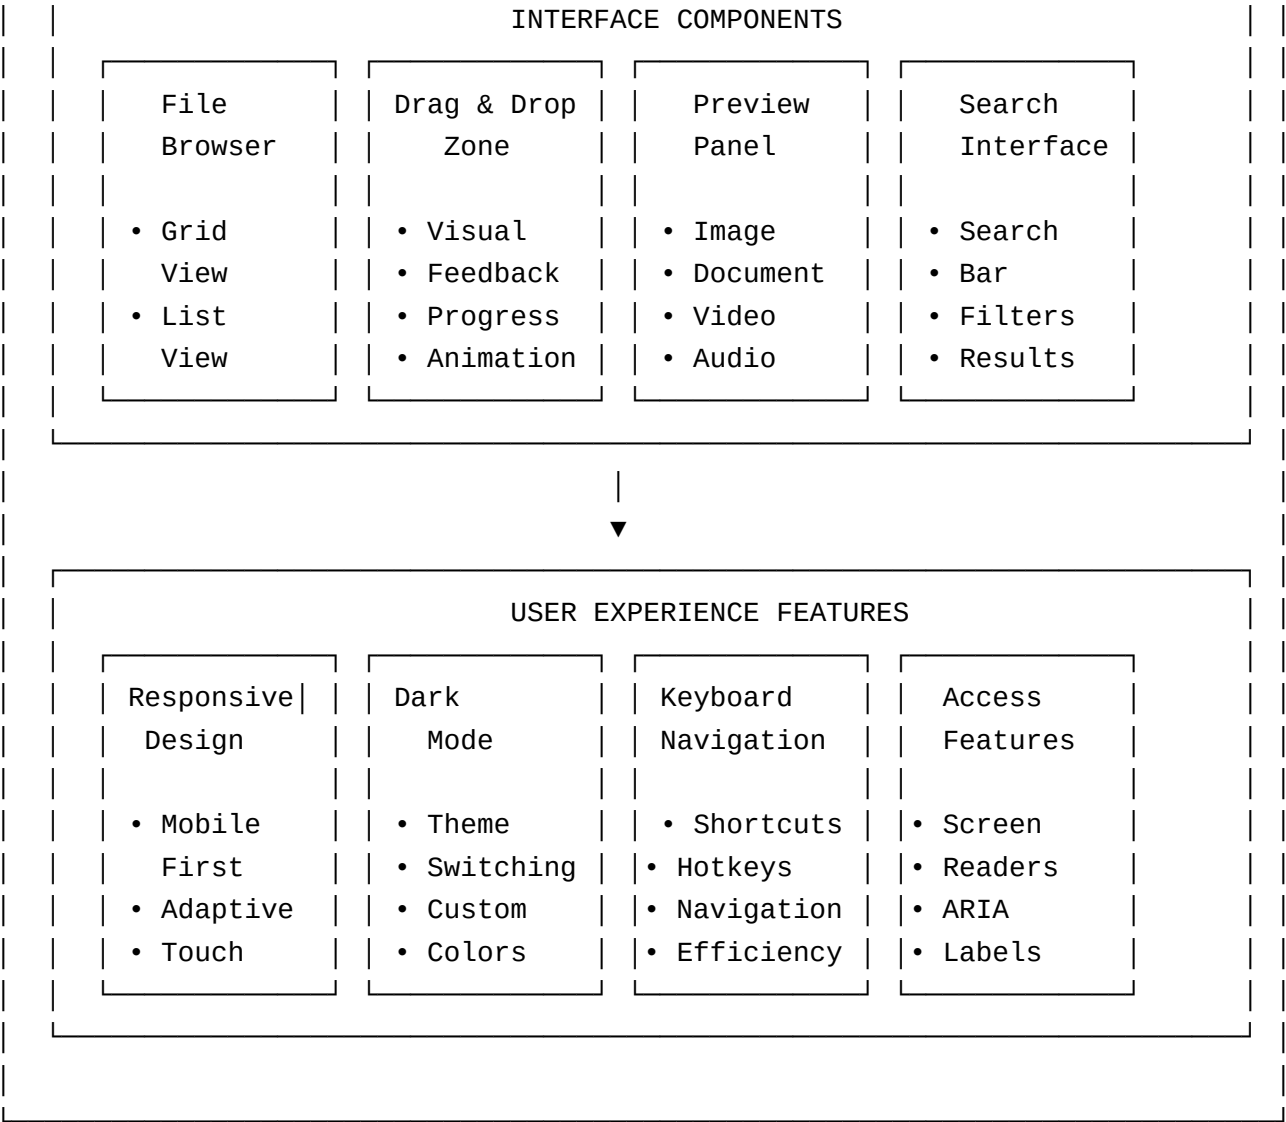 INTERFACE COMPONENTS
File Drag & Drop Preview Search
Browser Zone Panel Interface
• Grid • Visual • Image • Search
View • Feedback • Document • Bar
• List • Progress • Video • Filters
View • Animation • Audio • Results
▼
USER EXPERIENCE FEATURES
Responsive Dark Keyboard Access
Design Mode Navigation Features
• Mobile • Theme • Shortcuts • Screen
First • Switching • Hotkeys • Readers
• Adaptive • Custom • Navigation • ARIA
• Touch • Colors • Efficiency • Labels